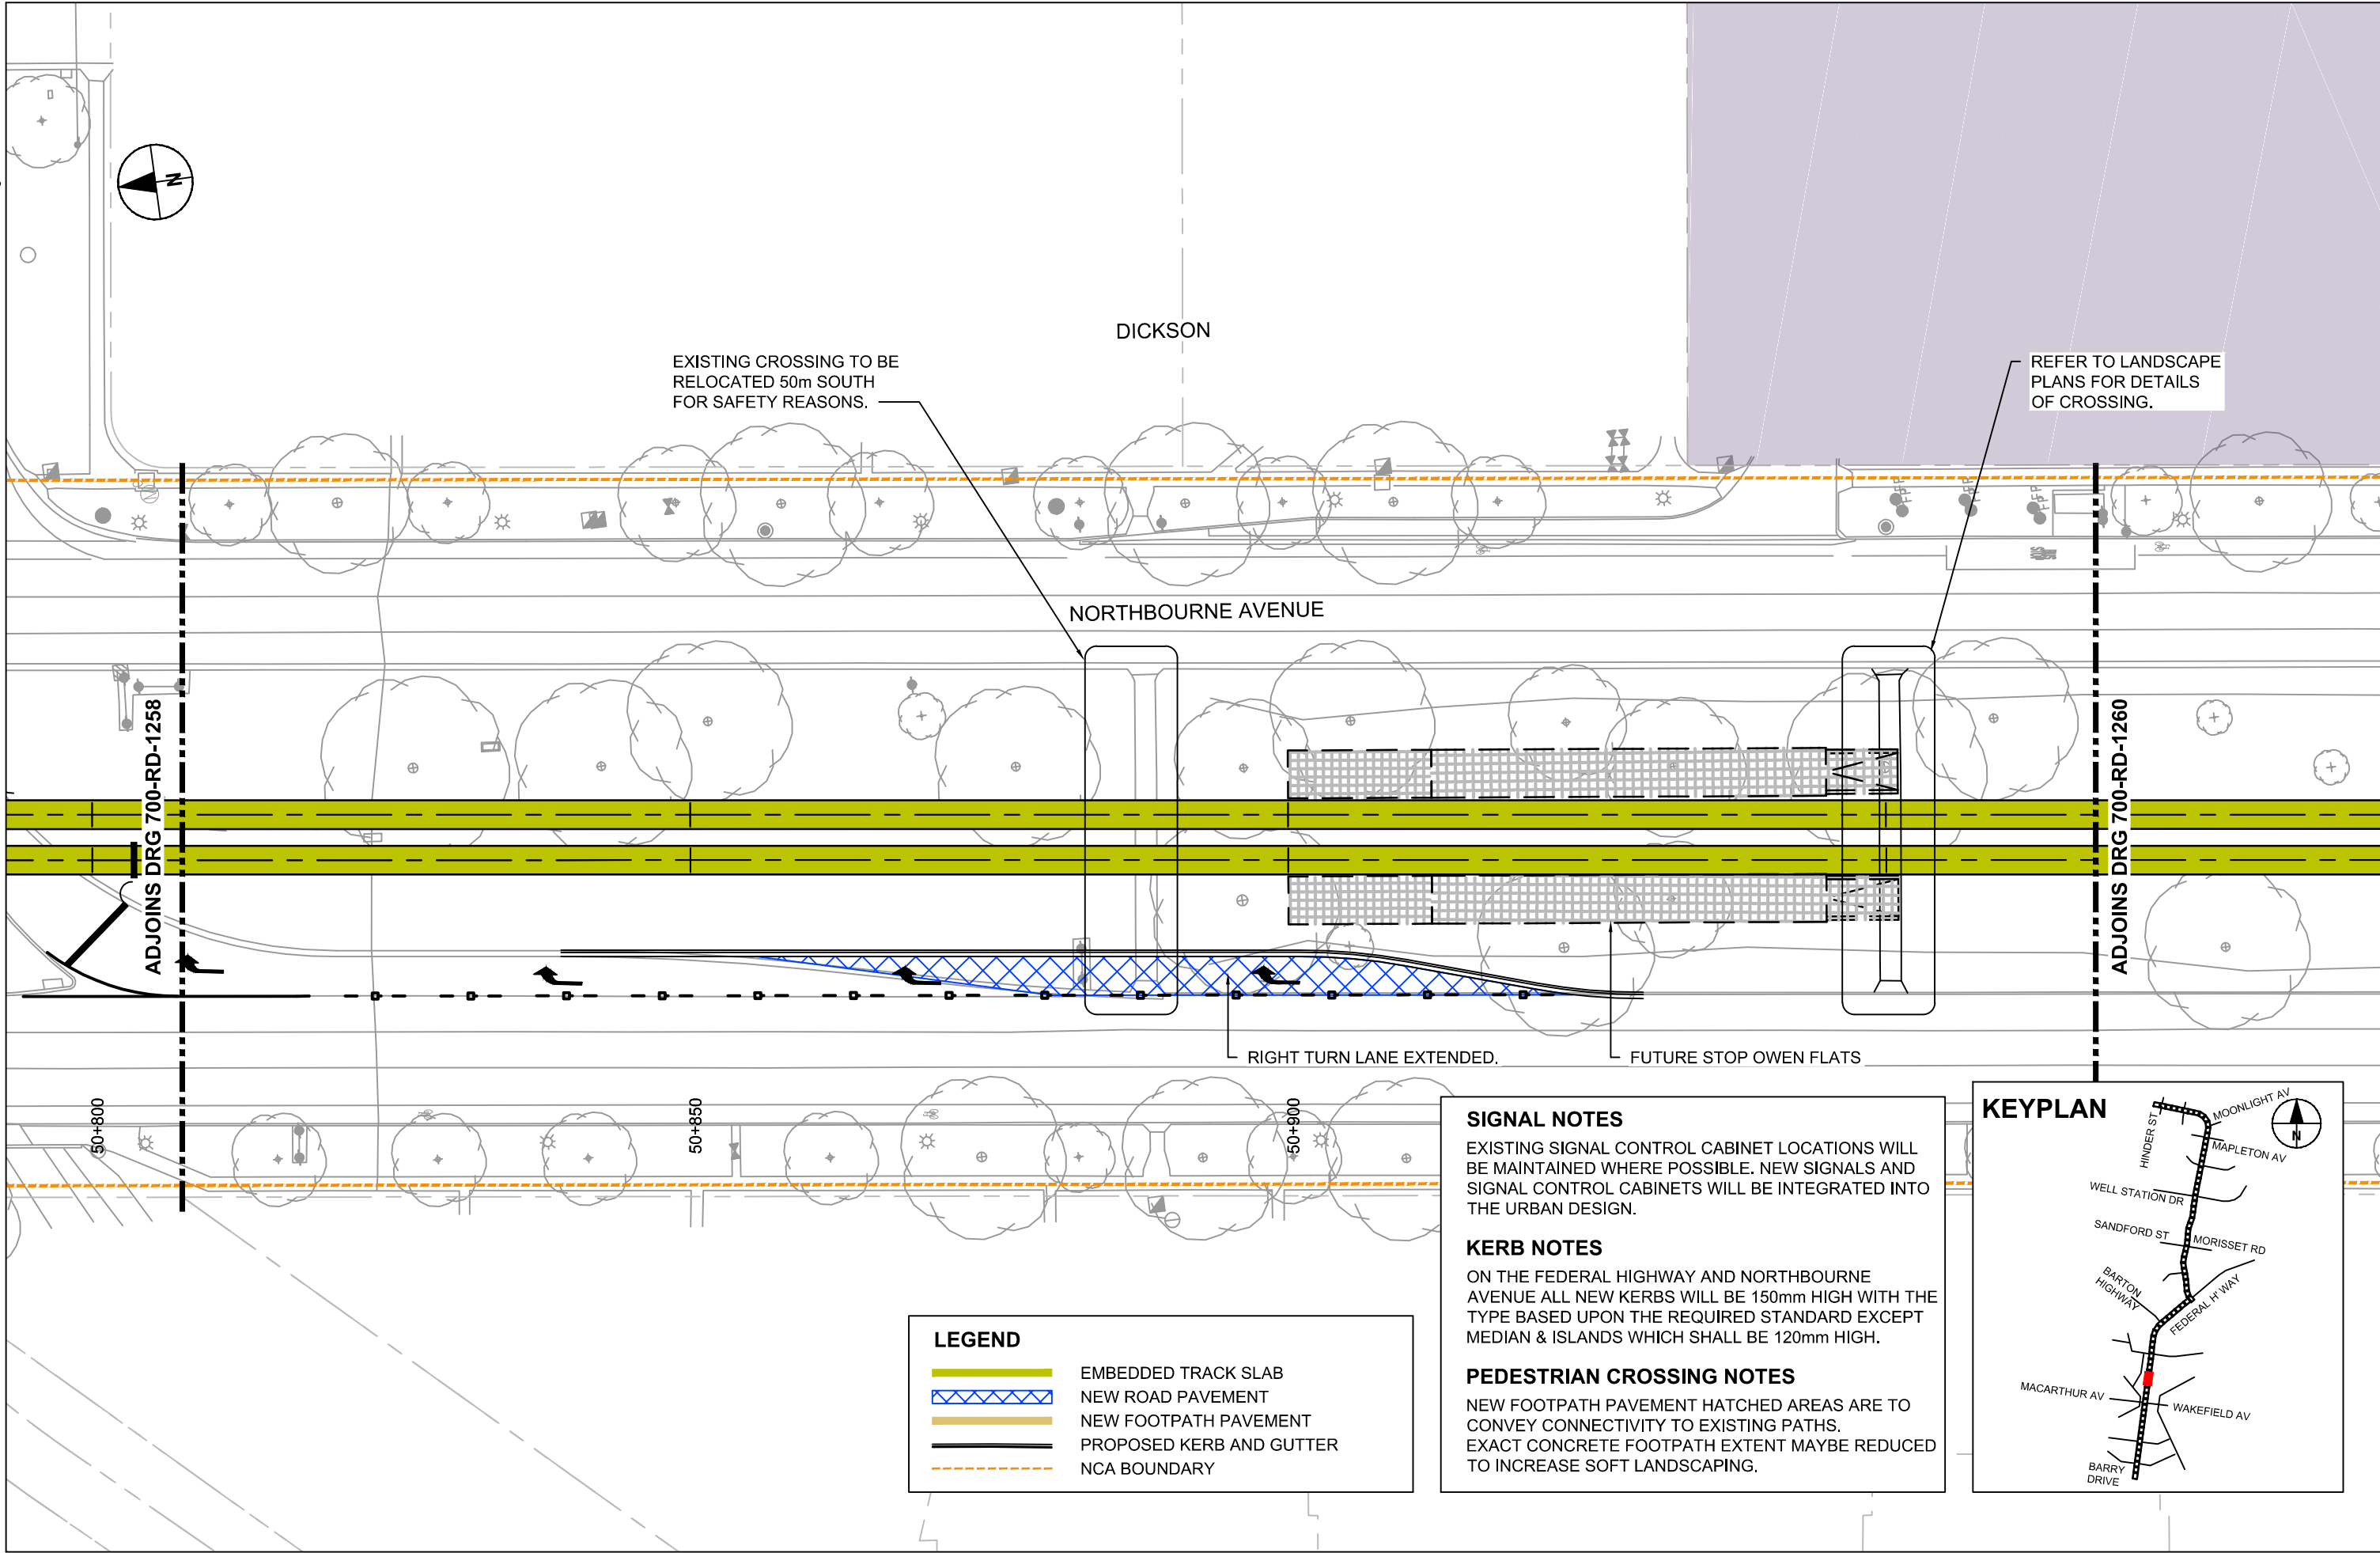 N
DICKSON
EXISTING CROSSING TO BE
RELOCATED 50m SOUTH
FOR SAFETY REASONS.
REFER TO LANDSCAPE
PLANS FOR DETAILS
OF CROSSING.
NORTHBOURNE AVENUE
ADJOINS DRG 700-RD-1258
ADJOINS DRG 700-RD-1260
RIGHT TURN LANE EXTENDED.
FUTURE STOP OWEN FLATS
50+800
50+850
50+900
LEGEND
EMBEDDED TRACK SLAB
NEW ROAD PAVEMENT
NEW FOOTPATH PAVEMENT
PROPOSED KERB AND GUTTER
NCA BOUNDARY
SIGNAL NOTES
EXISTING SIGNAL CONTROL CABINET LOCATIONS WILL
BE MAINTAINED WHERE POSSIBLE. NEW SIGNALS AND
SIGNAL CONTROL CABINETS WILL BE INTEGRATED INTO
THE URBAN DESIGN.
KERB NOTES
ON THE FEDERAL HIGHWAY AND NORTHBOURNE
AVENUE ALL NEW KERBS WILL BE 150mm HIGH WITH THE
TYPE BASED UPON THE REQUIRED STANDARD EXCEPT
MEDIAN & ISLANDS WHICH SHALL BE 120mm HIGH.
PEDESTRIAN CROSSING NOTES
NEW FOOTPATH PAVEMENT HATCHED AREAS ARE TO
CONVEY CONNECTIVITY TO EXISTING PATHS.
EXACT CONCRETE FOOTPATH EXTENT MAYBE REDUCED
TO INCREASE SOFT LANDSCAPING.
KEYPLAN
N
HINDER ST
MOONLIGHT AV
MAPLETON AV
WELL STATION DR
SANDFORD ST
MORISSET RD
BARTON
HIGHWAY
FEDERAL H'WAY
MACARTHUR AV
WAKEFIELD AV
BARRY
DRIVE